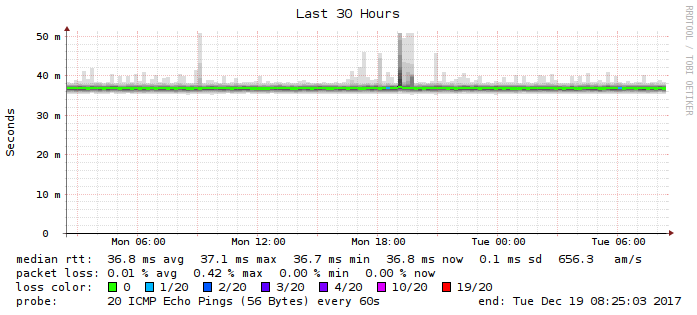 Last 30 Hours
RRDTOOL / TOBI OETIKER
Seconds
50 m
40 m
30 m
20 m
10 m
0
Mon 06:00 Mon 12:00 Mon 18:00 Tue 00:00 Tue 06:00
median rtt: 36.8 ms avg 37.1 ms max 36.7 ms min 36.8 ms now 0.1 ms sd 656.3 am/s
packet loss: 0.01 % avg 0.42 % max 0.00 % min 0.00 % now
loss color: 0 1/20 2/20 3/20 4/20 10/20 19/20
probe: 20 ICMP Echo Pings (56 Bytes) every 60s end: Tue Dec 19 08:25:03 2017